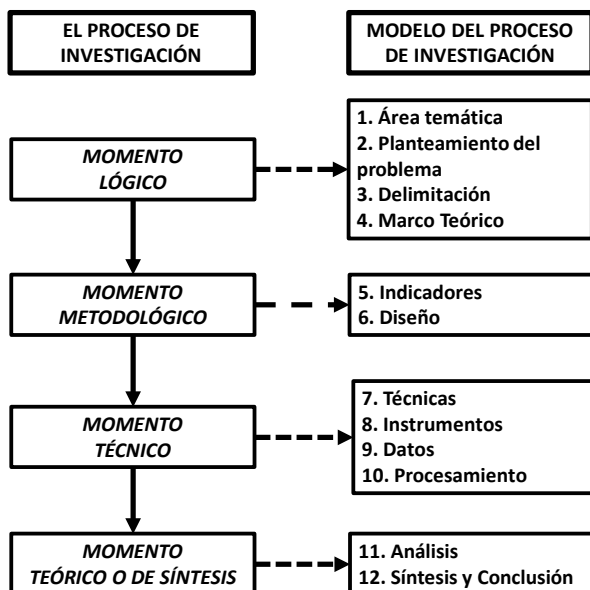 EL PROCESO DE
INVESTIGACIÓN
MODELO DEL PROCESO
DE INVESTIGACIÓN
MOMENTO
LÓGICO
1. Área temática
2. Planteamiento del
problema
3. Delimitación
4. Marco Teórico
MOMENTO
METODOLÓGICO
5. Indicadores
6. Diseño
MOMENTO
TÉCNICO
7. Técnicas
8. Instrumentos
9. Datos
10. Procesamiento
MOMENTO
TEÓRICO O DE SÍNTESIS
11. Análisis
12. Síntesis y Conclusión